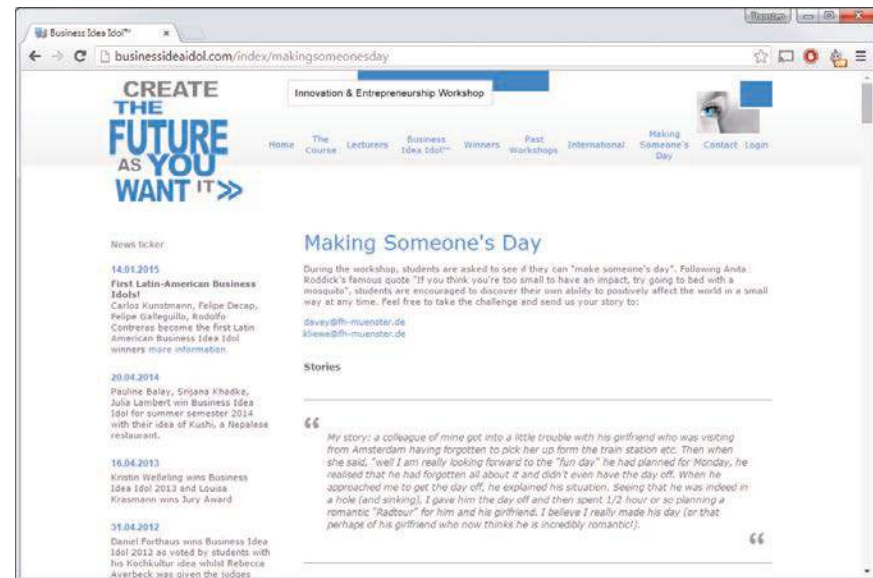 Business Idea Idol™
businessideaidol.com/index/makingsomeonesday
CREATE
THE
FUTURE
AS YOU
WANT IT>>
Innovation & Entrepreneurship Workshop
Home
The Course
Lecturers
Business Idea Idol™
Winners
Past Workshops
International
Making Someone's Day
Contact
Login
News ticker
14.01.2015
First Latin-American Business
Idols!
Carlos Kunstmann, Felipe Decap,
Felipe Galleguillo, Rodolfo
Contreras become the first Latin
American Business Idea Idol
winners more information
20.04.2014
Pauline Balay, Srijana Khadka,
Julia Lambert win Business Idea
Idol for summer semester 2014
with their idea of Kushi, a Nepalese
restaurant.
16.04.2013
Kristin Welleling wins Business
Idea Idol 2013 and Louisa
Krasmann wins Jury Award
31.04.2012
Daniel Forthaus wins Business Idea
Idol 2012 as voted by students with
his Kochkultur idea whilst Rebecca
Averbeck was given the judges
Making Someone's Day
During the workshop, students are asked to see if they can "make someone's day". Following Anita
Roddick's famous quote "If you think you're too small to have an impact, try going to bed with a
mosquito", students are encouraged to discover their own ability to positively affect the world in a small
way at any time. Feel free to take the challenge and send us your story to:
davey@fh-muenster.de
kliewe@fh-muenster.de
Stories
“
My story: a colleague of mine got into a little trouble with his girlfriend who was visiting
from Amsterdam having forgotten to pick her up form the train station etc. Then when
she said, "well I am really looking forward to the "fun day" he had planned for Monday, he
realised that he had forgotten all about it and didn't even have the day off. When he
approached me to get the day off, he explained his situation. Seeing that he was indeed in
a hole (and sinking), I gave him the day off and then spent 1/2 hour or so planning a
romantic "Radtour" for him and his girlfriend. I believe I really made his day (or that
perhaps of his girlfriend who now thinks he is incredibly romantic!).
“